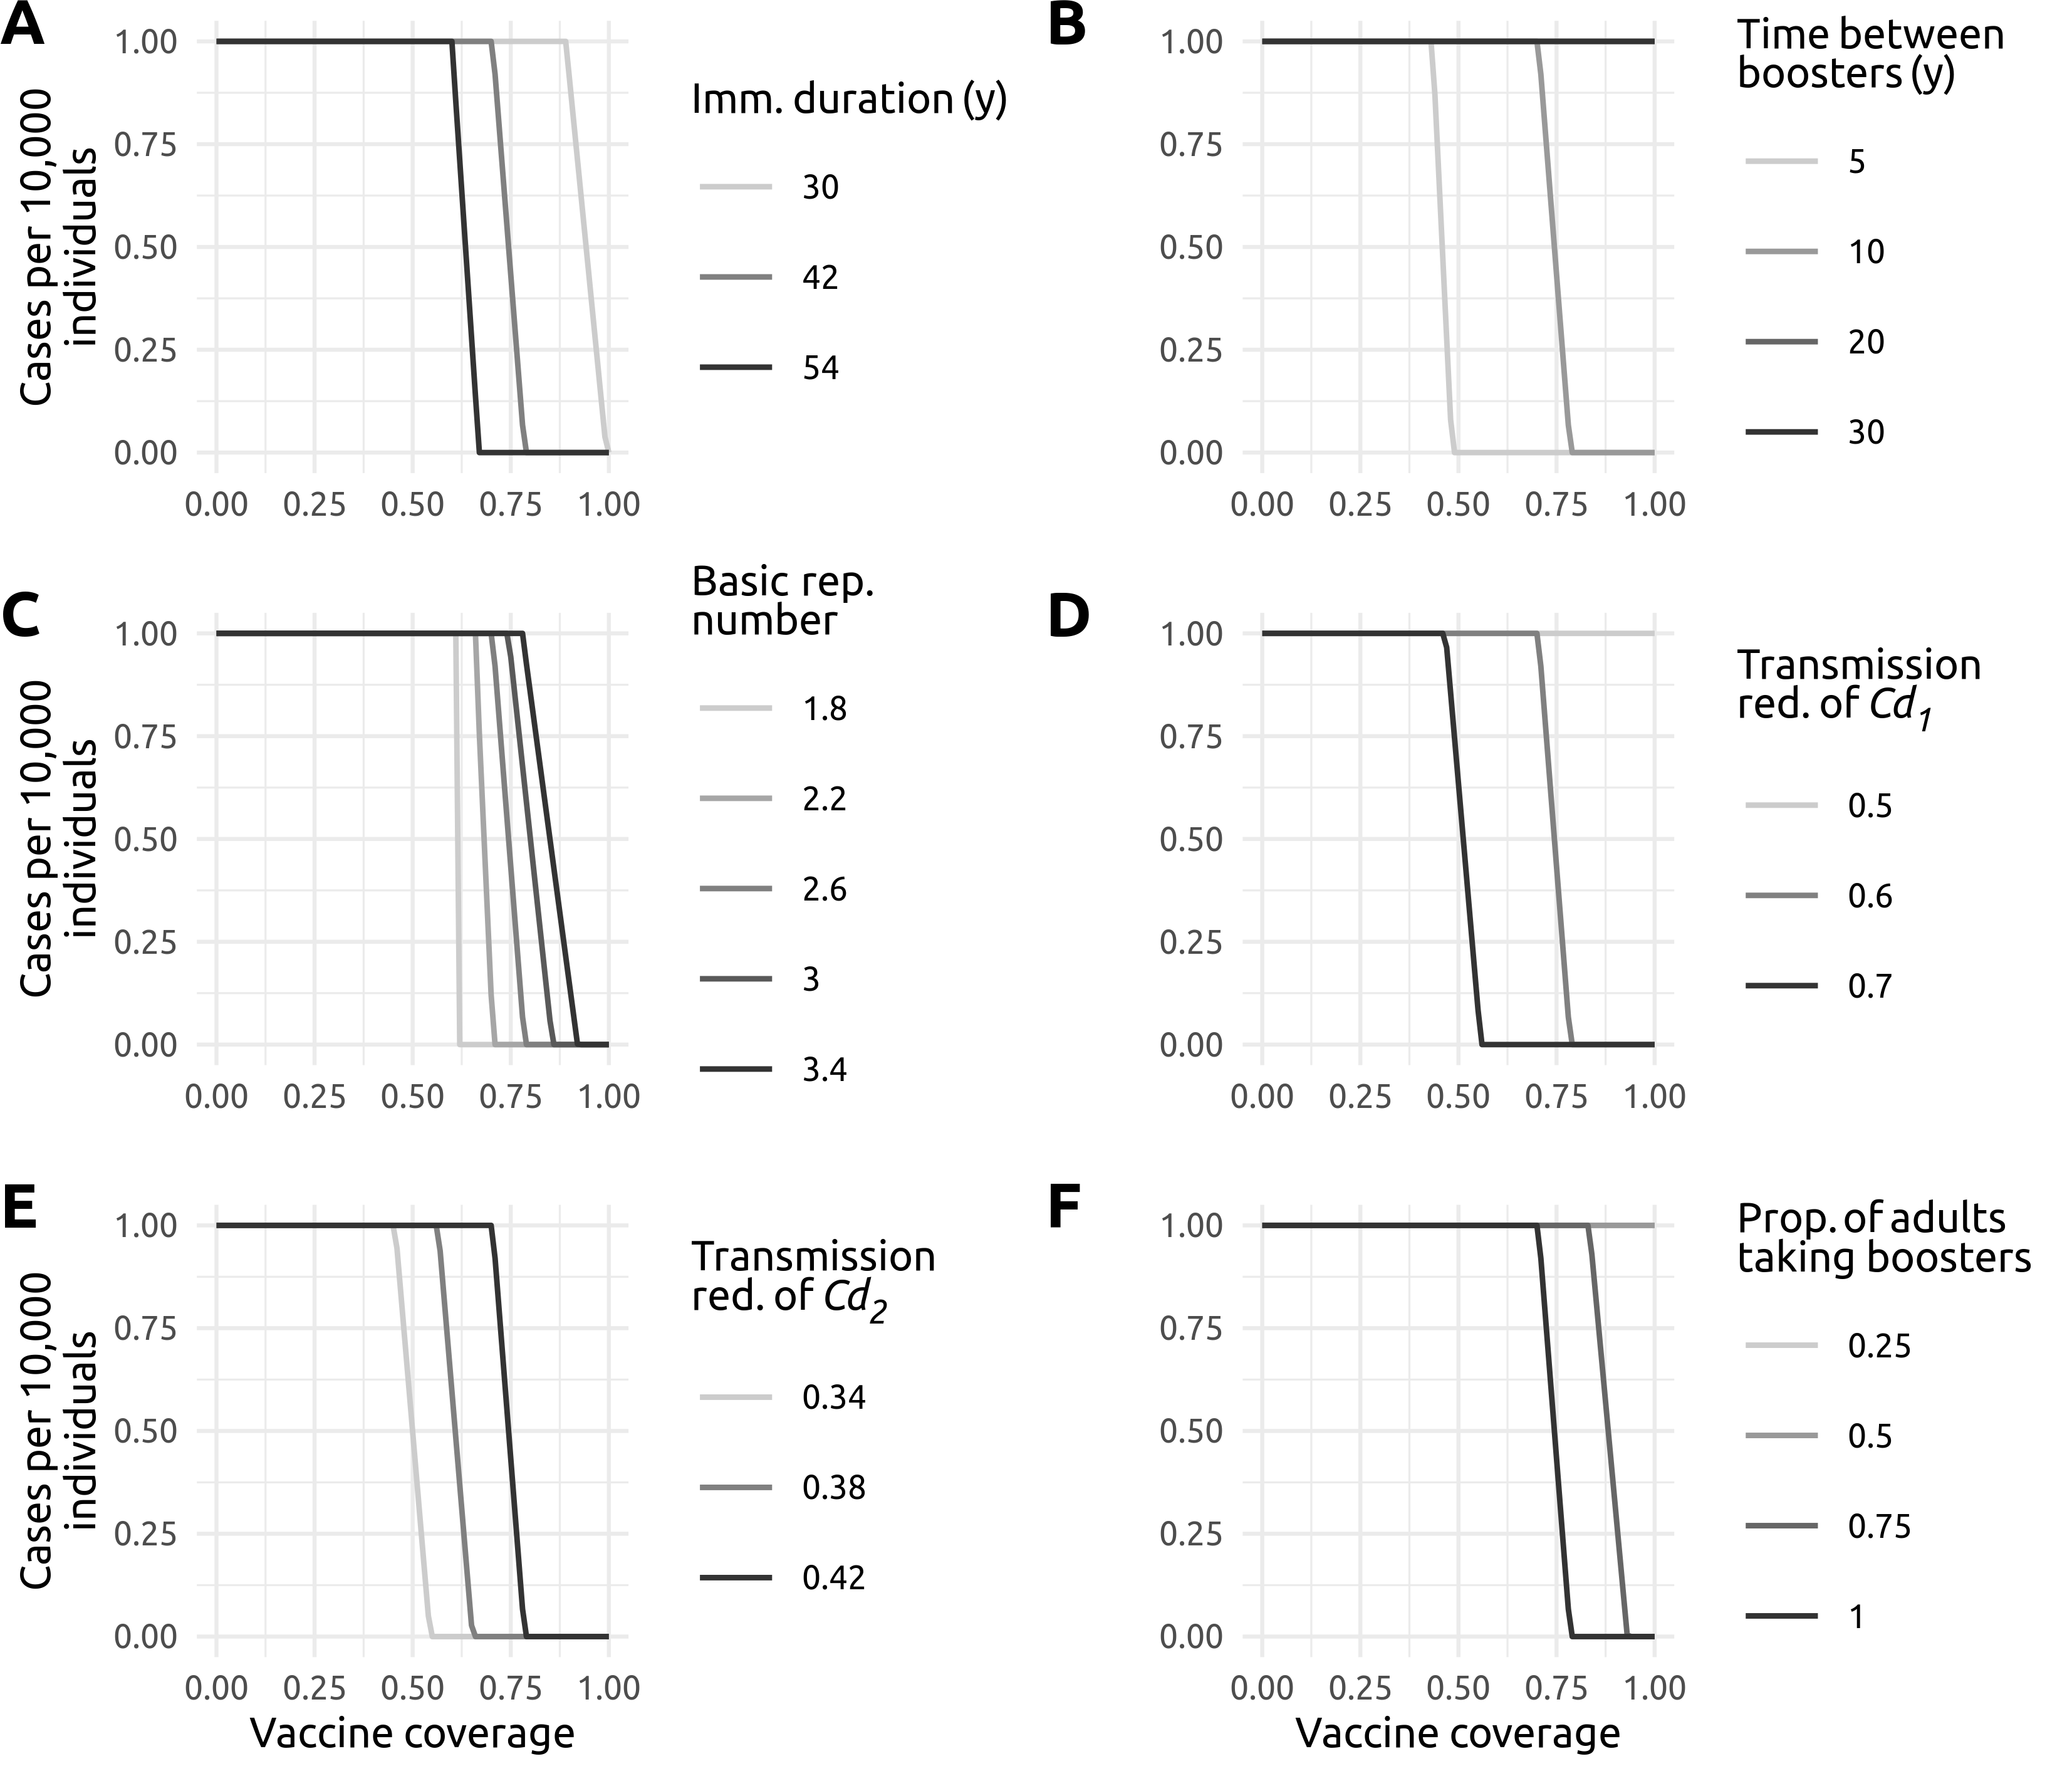 A
Cases per 10,000
individuals
1.00
0.75
0.50
0.25
0.00
0.00 0.25 0.50 0.75 1.00
Imm. duration (y)
30
42
54
B
1.00
0.75
0.50
0.25
0.00
0.00 0.25 0.50 0.75 1.00
Time between
boosters (y)
5
10
20
30
C
Cases per 10,000
individuals
1.00
0.75
0.50
0.25
0.00
0.00 0.25 0.50 0.75 1.00
Basic rep.
number
1.8
2.2
2.6
3
3.4
D
1.00
0.75
0.50
0.25
0.00
0.00 0.25 0.50 0.75 1.00
Transmission
red. of Cd1
0.5
0.6
0.7
E
Cases per 10,000
individuals
1.00
0.75
0.50
0.25
0.00
0.00 0.25 0.50 0.75 1.00
Vaccine coverage
Transmission
red. of Cd2
0.34
0.38
0.42
F
1.00
0.75
0.50
0.25
0.00
0.00 0.25 0.50 0.75 1.00
Vaccine coverage
Prop. of adults
taking boosters
0.25
0.5
0.75
1